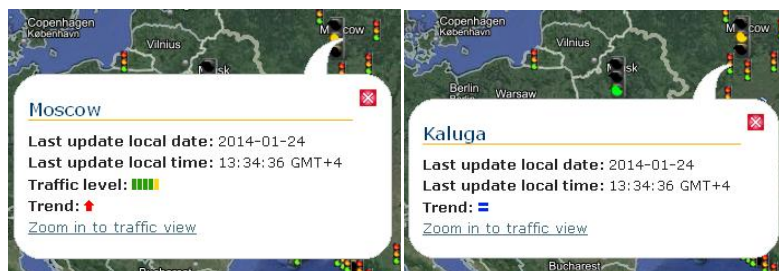 Copenhagen
København
Vilnius
Moscow
Last update local date: 2014-01-24
Last update local time: 13:34:36 GMT+4
Traffic level:
Trend:
Zoom in to traffic view
Bucharest
Copenhagen
København
Vilnius
Berlin
Warsaw
Kaluga
Last update local date: 2014-01-24
Last update local time: 13:34:36 GMT+4
Trend:
Zoom in to traffic view
Bucharest